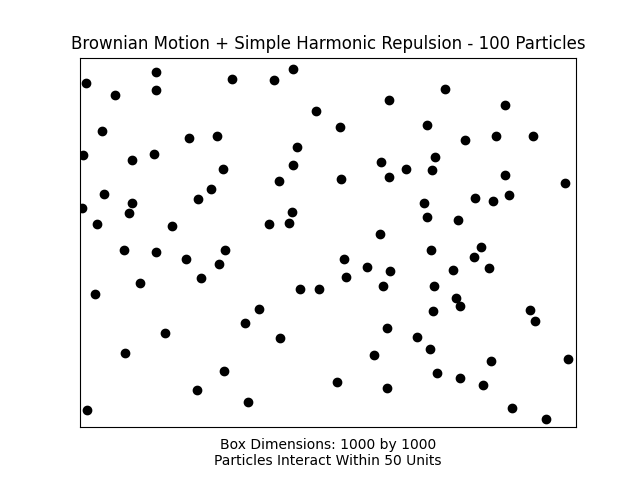 Brownian Motion + Simple Harmonic Repulsion - 100 Particles
Box Dimensions: 1000 by 1000
Particles Interact Within 50 Units